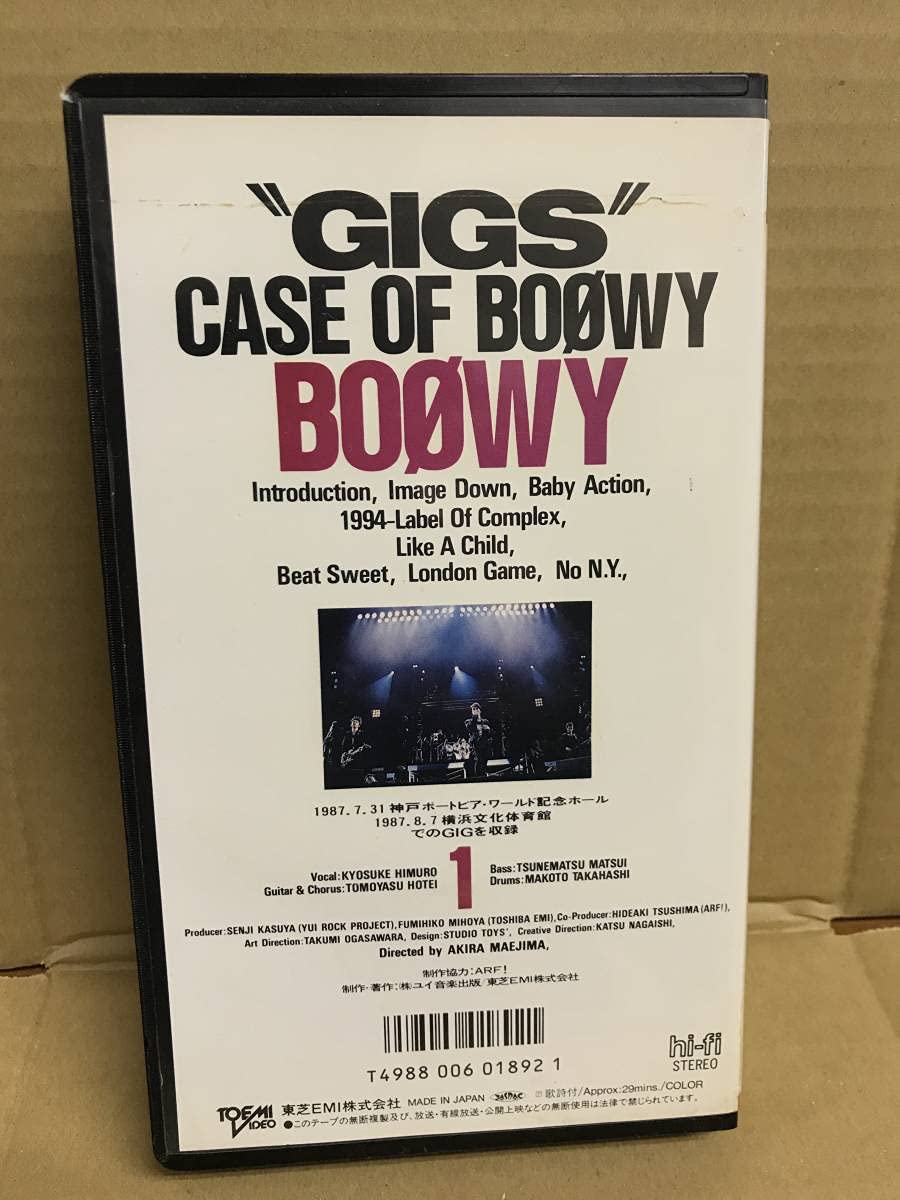 "GIGS"
CASE OF BOØWY
BOØWY
Introduction, Image Down, Baby Action,
1994-Label Of Complex,
Like A Child,
Beat Sweet, London Game, No N.Y.,
1987.7.31 神戸ポートピア・ワールド記念ホール
1987.8.7 横浜文化体育館
でのGIGを収録
Vocal:KYOSUKE HIMURO
Guitar & Chorus:TOMOYASU HOTEI
1
Bass:TSUNEMATSU MATSUI
Drums:MAKOTO TAKAHASHI
Producer:SENJI KASUYA (YUI ROCK PROJECT),FUMIHIKO MIHOYA (TOSHIBA EMI),Co-Producer:HIDEAKI TSUSHIMA (ARF!),
Art Direction:TAKUMI OGASAWARA, Design:STUDIO TOYS', Creative Direction:KATSU NAGAISHI,
Directed by AKIRA MAEJIMA,
制作協力:ARF!
制作・著作:㈱ユイ音楽出版/東芝EMI株式会社
T4988 006 01892 1
hi-fi
STEREO
TOEMI VIDEO
東芝EMI株式会社 MADE IN JAPAN 歌詩付/Approx:29mins./COLOR
●このテープの無断複製及び、放送・有線放送・公開上映などの無断使用は法律で禁じられています。